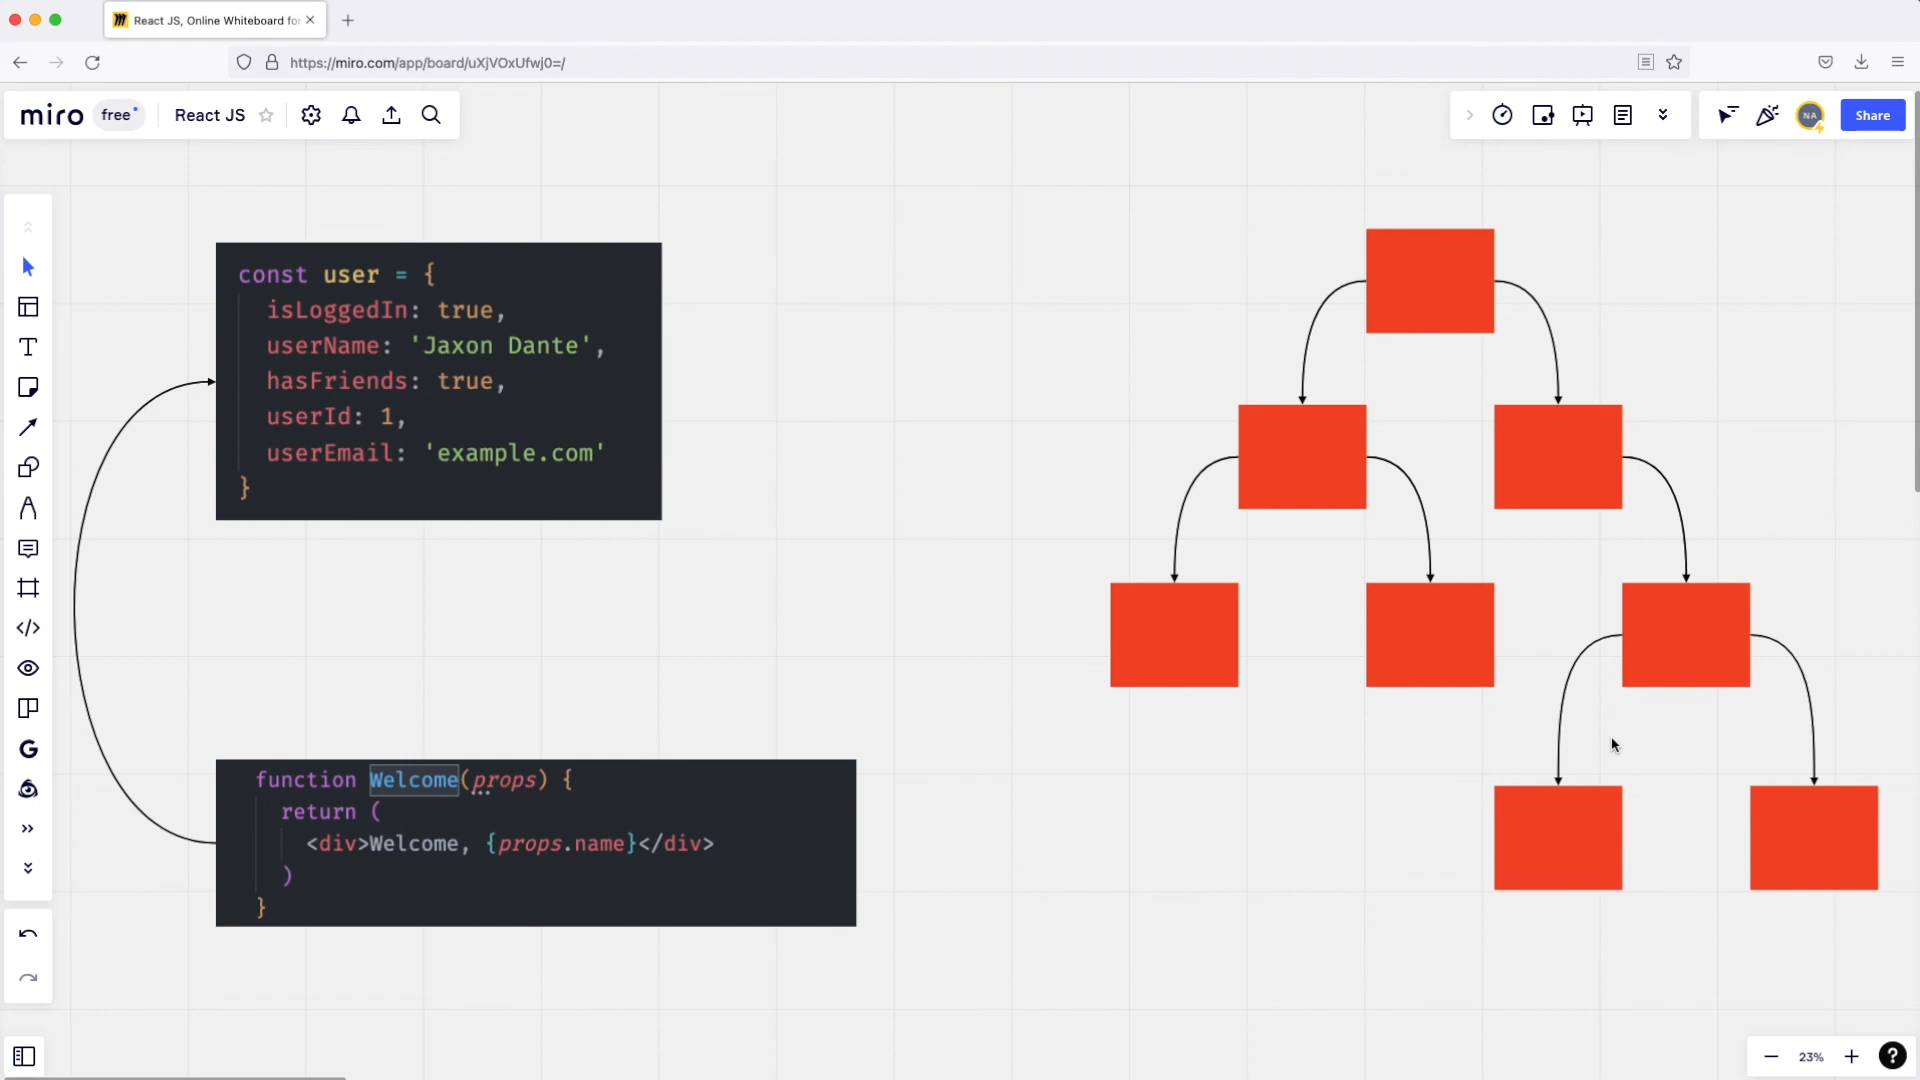 React JS, Online Whiteboard for
https://miro.com/app/board/uXjVOxUfwj0=/
miro free React JS
NA Share
const user = {
isLoggedIn: true,
userName: 'Jaxon Dante',
hasFriends: true,
userId: 1,
userEmail: 'example.com'
}
function Welcome(props) {
return (
<div>Welcome, {props.name}</div>
)
}
23%